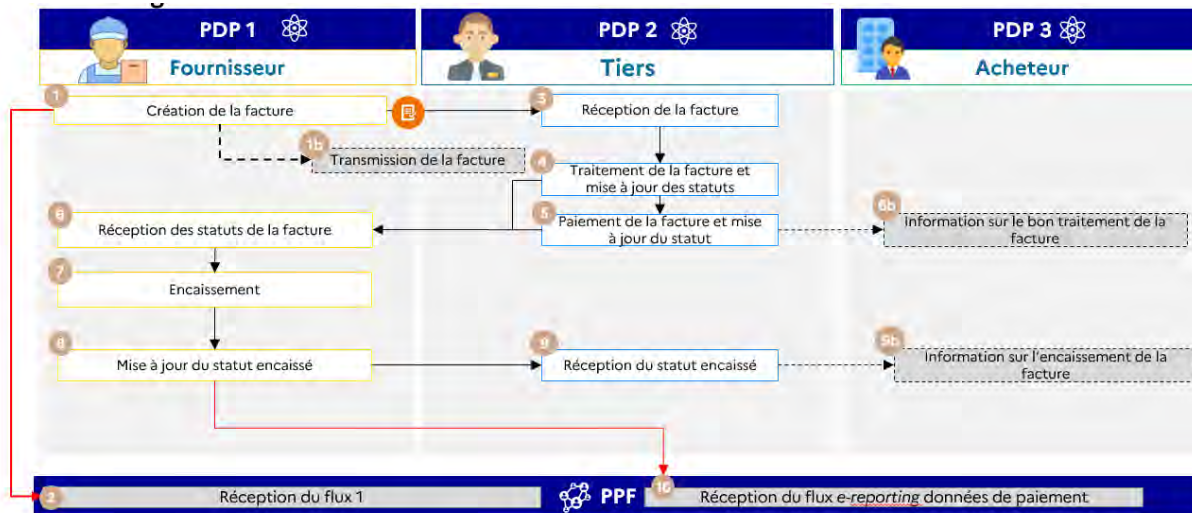 PDP 1
PDP 2
PDP 3
Fournisseur
Tiers
Acheteur
1
Création de la facture
3
Réception de la facture
1b
Transmission de la facture
4
Traitement de la facture et
mise à jour des statuts
6
Réception des statuts de la facture
5
Paiement de la facture et mise
à jour du statut
6b
Information sur le bon traitement de la
facture
7
Encaissement
8
Mise à jour du statut encaissé
9
Réception du statut encaissé
9b
Information sur l'encaissement de la
facture
2
Réception du flux 1
PPF
10
Réception du flux e-reporting données de paiement